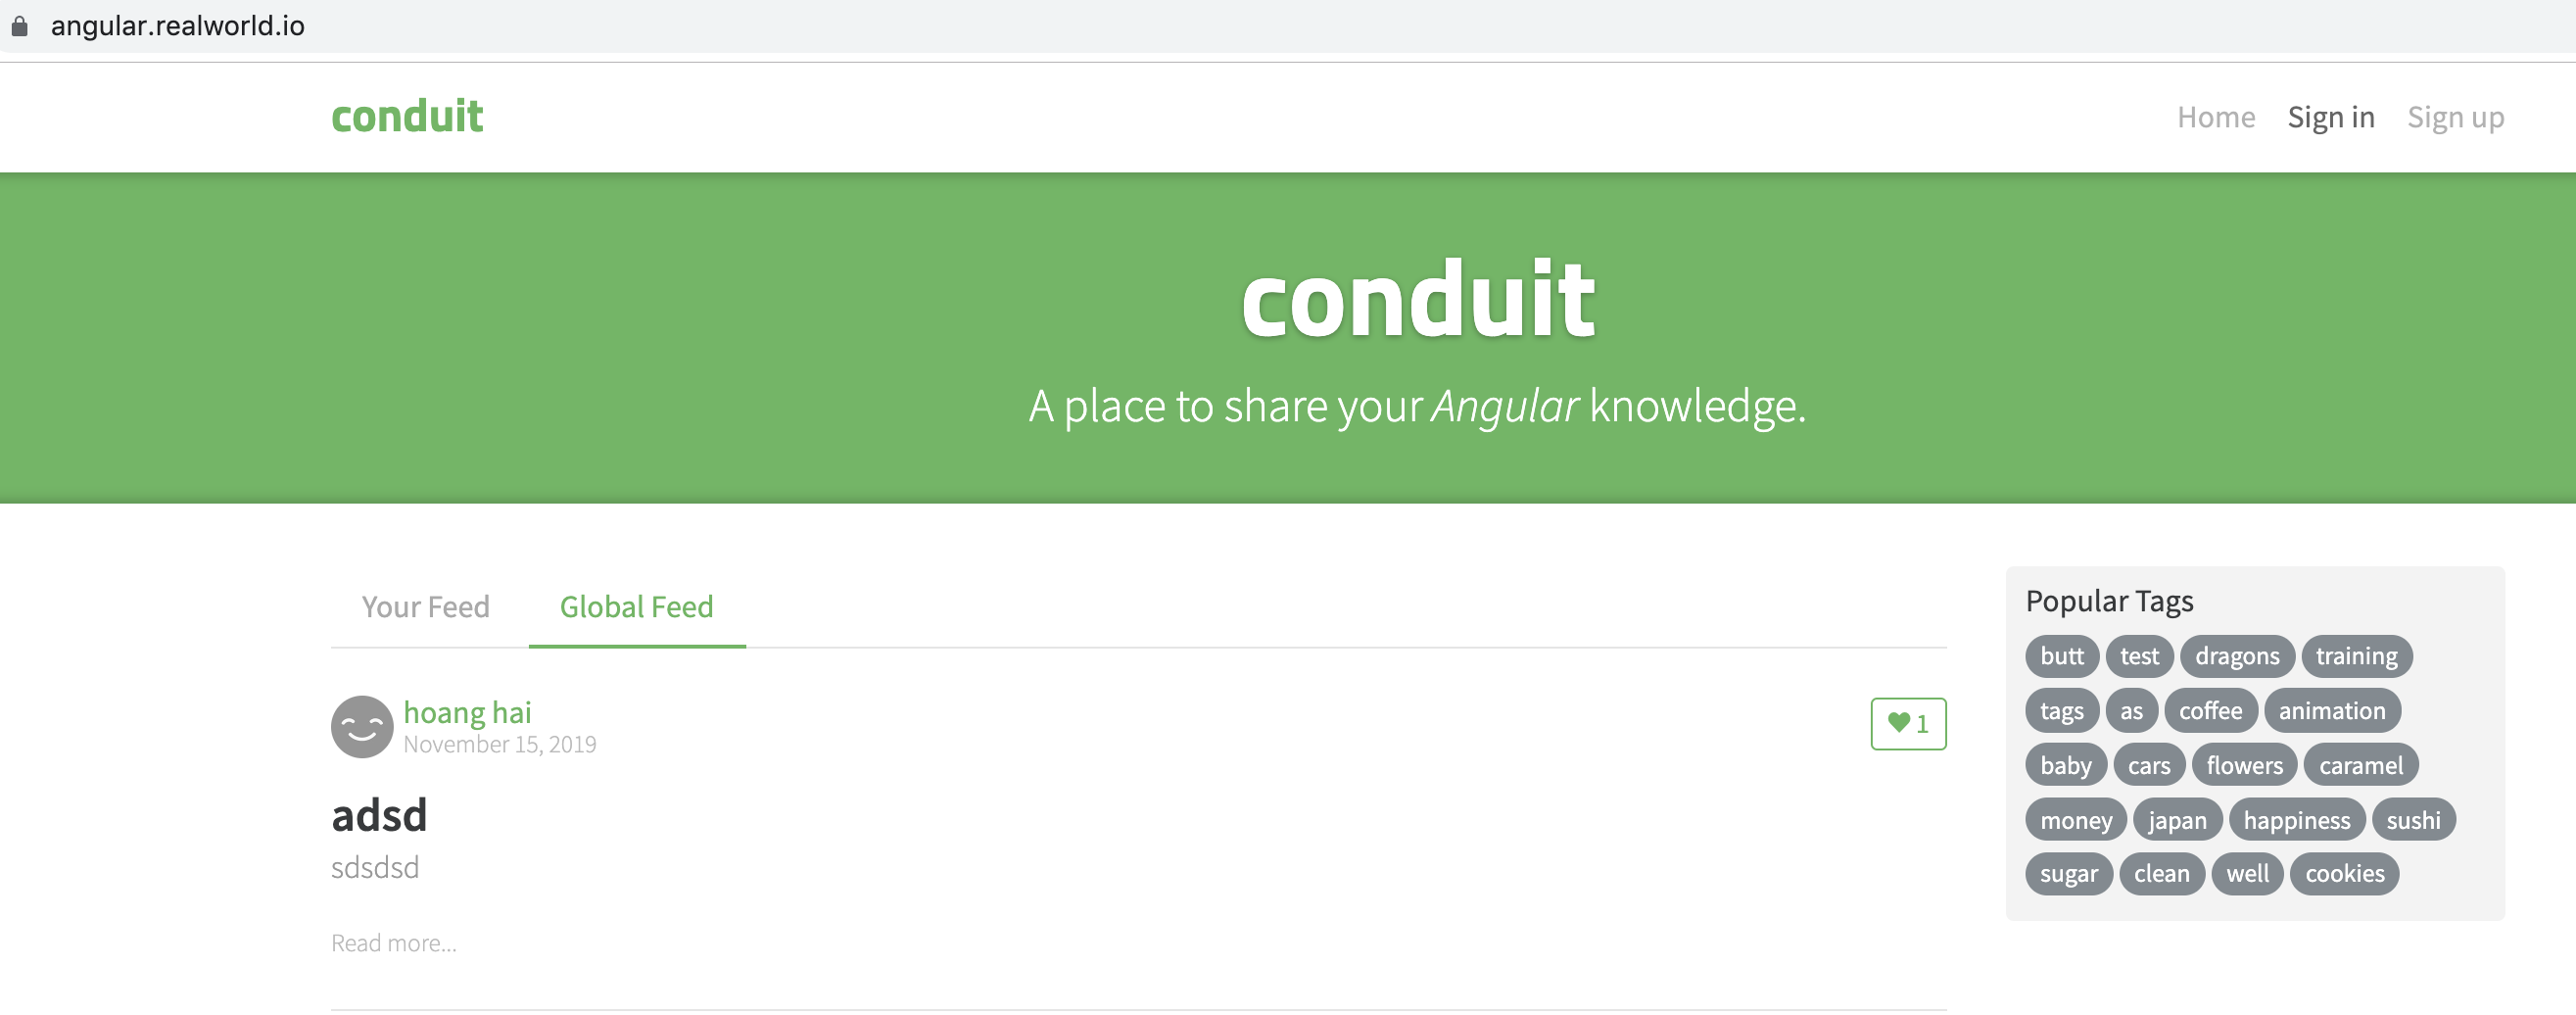 angular.realworld.io
conduit
Home Sign in Sign up
conduit
A place to share your Angular knowledge.
Your Feed Global Feed
hoang hai
November 15, 2019
1
adsd
sdsdsd
Read more...
Popular Tags
butt test dragons training
tags as coffee animation
baby cars flowers caramel
money japan happiness sushi
sugar clean well cookies